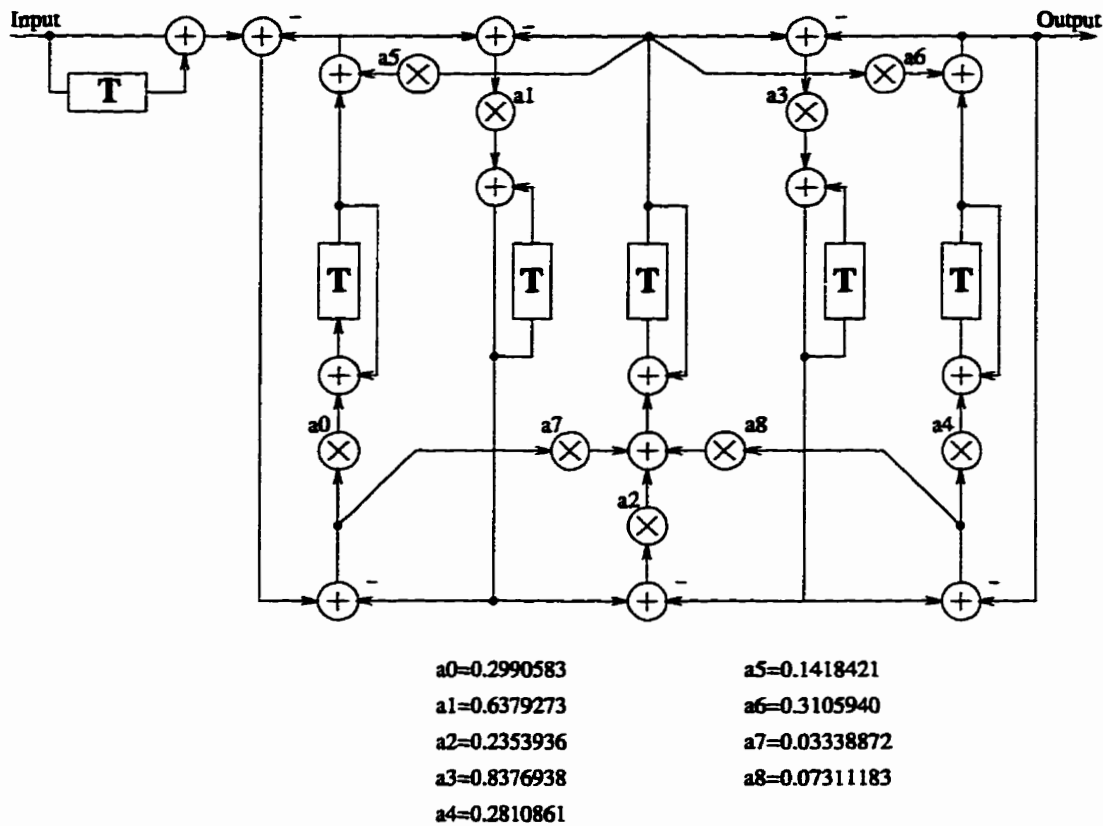 Input
Output
a5
a6
a1
a3
T
T
T
T
T
T
a0
a7
a8
a4
a2
a0=0.2990583
a5=0.1418421
a1=0.6379273
a6=0.3105940
a2=0.2353936
a7=0.03338872
a3=0.8376938
a8=0.07311183
a4=0.2810861